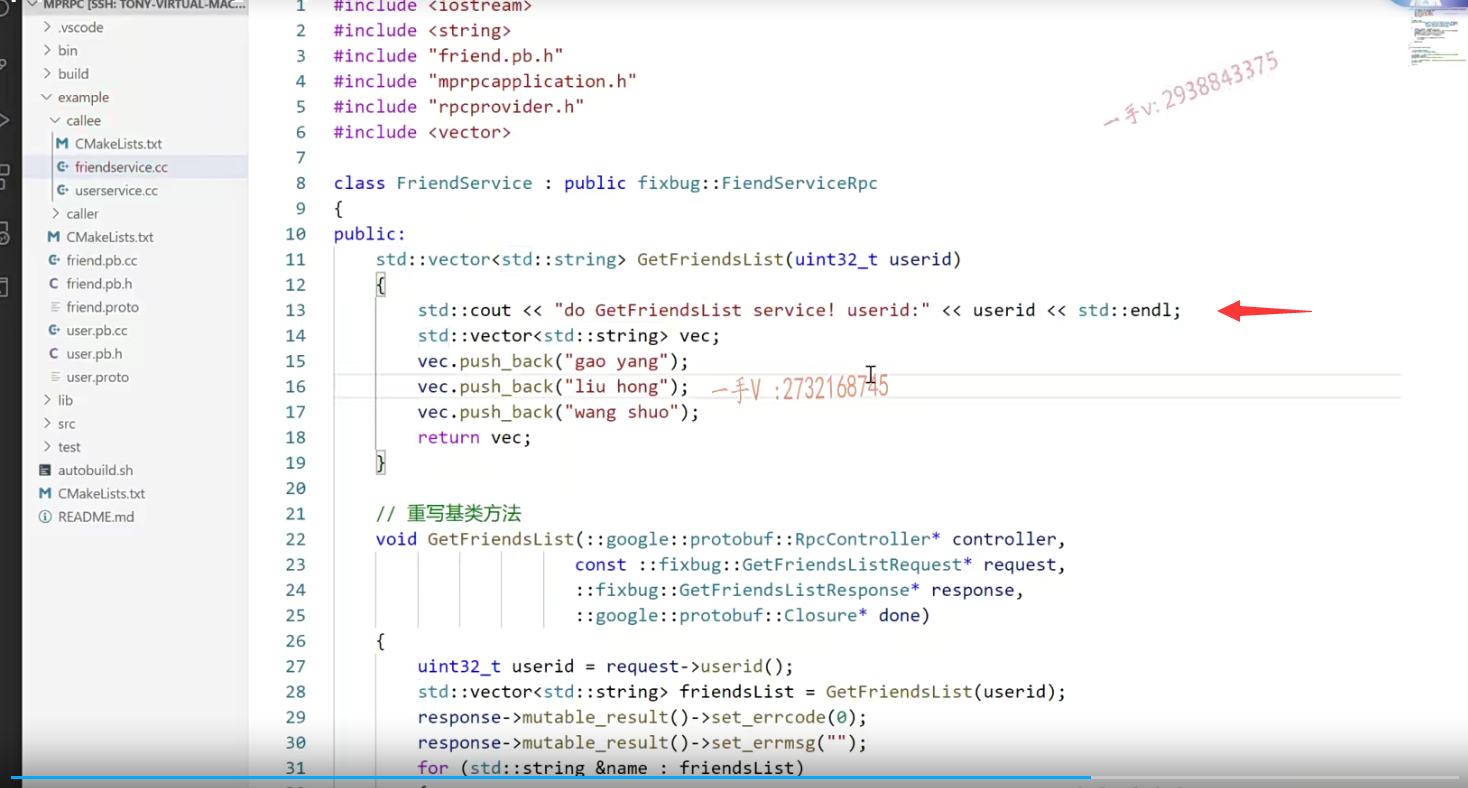 MPRPC [SSH: TONY-VIRTUAL-MAC...
.vscode
bin
build
example
callee
CMakeLists.txt
friendservice.cc
userservice.cc
caller
CMakeLists.txt
friend.pb.cc
friend.pb.h
friend.proto
user.pb.cc
user.pb.h
user.proto
lib
src
test
autobuild.sh
CMakeLists.txt
README.md
1 #include <iostream>
2 #include <string>
3 #include "friend.pb.h"
4 #include "mprpcapplication.h"
5 #include "rpcprovider.h"
6 #include <vector>
7
8 class FriendService : public fixbug::FiendServiceRpc
9 {
10 public:
11 std::vector<std::string> GetFriendsList(uint32_t userid)
12 {
13 std::cout << "do GetFriendsList service! userid:" << userid << std::endl;
14 std::vector<std::string> vec;
15 vec.push_back("gao yang");
16 vec.push_back("liu hong");
17 vec.push_back("wang shuo");
18 return vec;
19 }
20
21 // 重写基类方法
22 void GetFriendsList(::google::protobuf::RpcController* controller,
23 const ::fixbug::GetFriendsListRequest* request,
24 ::fixbug::GetFriendsListResponse* response,
25 ::google::protobuf::Closure* done)
26 {
27 uint32_t userid = request->userid();
28 std::vector<std::string> friendsList = GetFriendsList(userid);
29 response->mutable_result()->set_errcode(0);
30 response->mutable_result()->set_errmsg("");
31 for (std::string &name : friendsList)
一手v:2938843375
一手V :2732168745